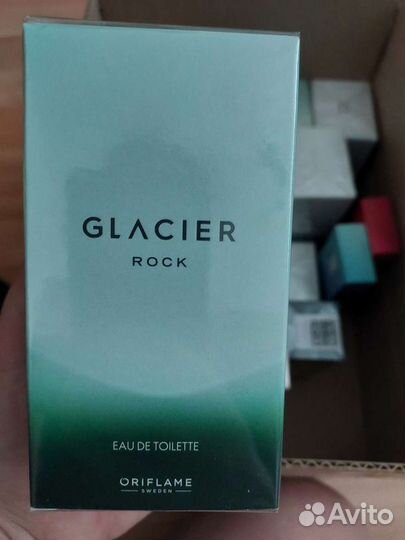 GLACIER
ROCK
EAU DE TOILETTE
ORIFLAME
SWEDEN
Avito